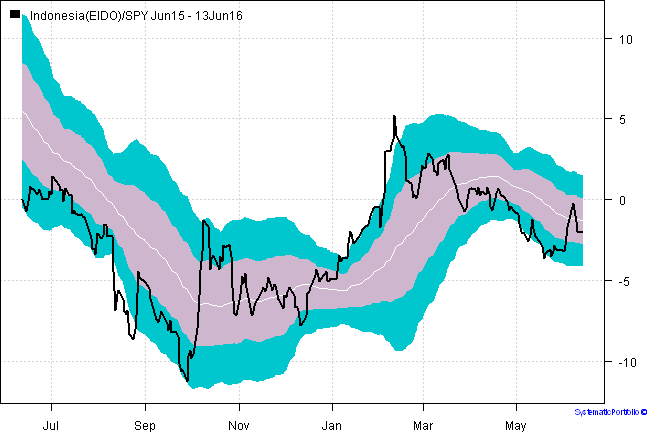 Indonesia(EIDO)/SPY Jun15 - 13Jun16
10
5
0
-5
-10
Jul Sep Nov Jan Mar May
SystematicPortfolio ©